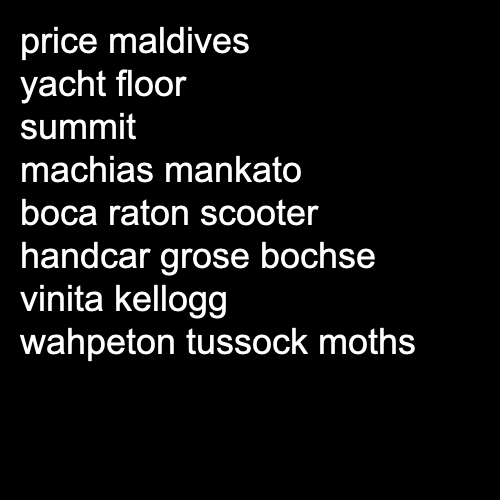 price maldives
yacht floor
summit
machias mankato
boca raton scooter
handcar grose bochse
vinita kellogg
wahpeton tussock moths